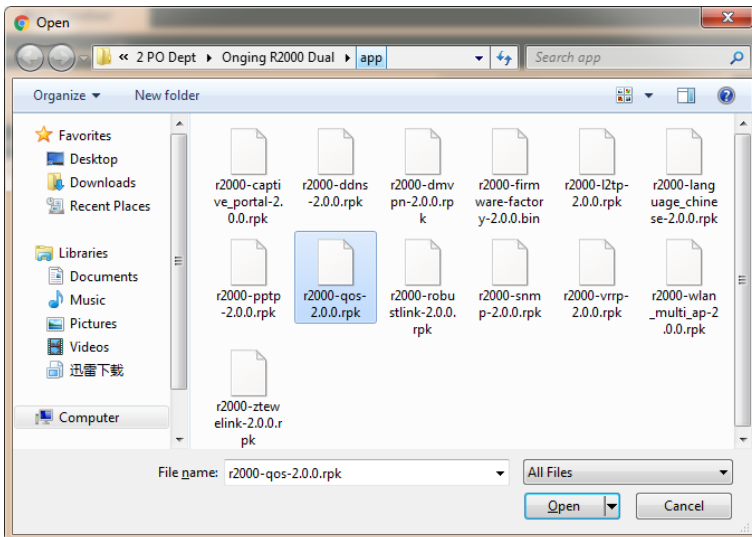 Open
« 2 PO Dept ▸ Onging R2000 Dual ▸ app
Search app
Organize ▾ New folder
Favorites
Desktop
Downloads
Recent Places
Libraries
Documents
Music
Pictures
Videos
迅雷下载
Computer
r2000-capti
ve_portal-2.
0.0.rpk
r2000-ddns
-2.0.0.rpk
r2000-dmv
pn-2.0.0.rp
k
r2000-firm
ware-factor
y-2.0.0.bin
r2000-l2tp-
2.0.0.rpk
r2000-lang
uage_chine
se-2.0.0.rpk
r2000-pptp
-2.0.0.rpk
r2000-qos-
2.0.0.rpk
r2000-robu
stlink-2.0.0.
rpk
r2000-snm
p-2.0.0.rpk
r2000-vrrp-
2.0.0.rpk
r2000-wlan
_multi_ap-2
.0.0.rpk
r2000-ztew
elink-2.0.0.r
pk
File name: r2000-qos-2.0.0.rpk
All Files
Open
Cancel